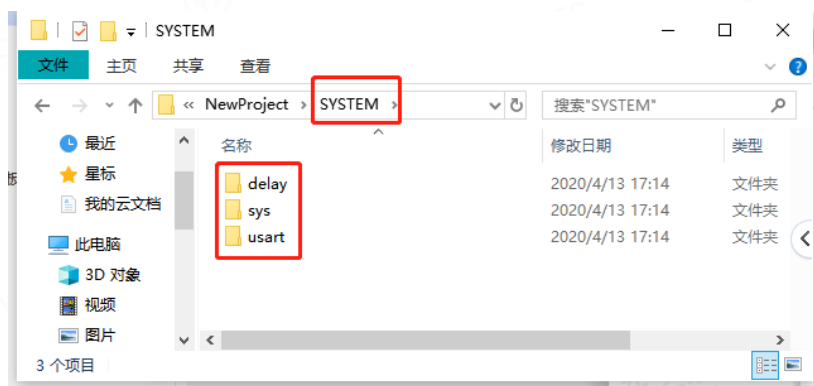 SYSTEM
文件 主页 共享 查看
« NewProject › SYSTEM › 搜索"SYSTEM"
最近 名称 修改日期 类型
星标 delay 2020/4/13 17:14 文件夹
我的云文档 sys 2020/4/13 17:14 文件夹
此电脑 usart 2020/4/13 17:14 文件夹
3D 对象
视频
图片
3 个项目